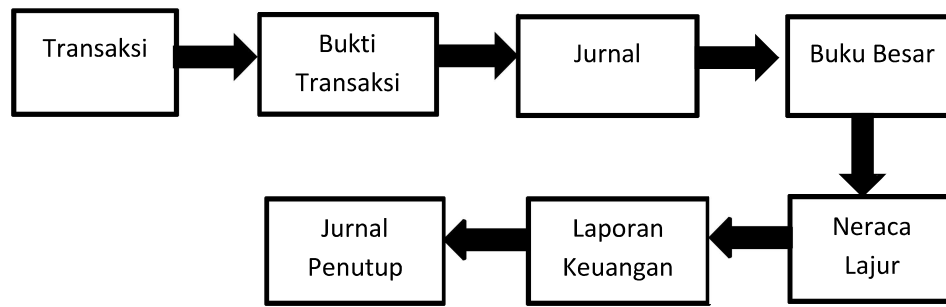 Transaksi
Bukti
Transaksi
Jurnal
Buku Besar
Neraca
Lajur
Laporan
Keuangan
Jurnal
Penutup